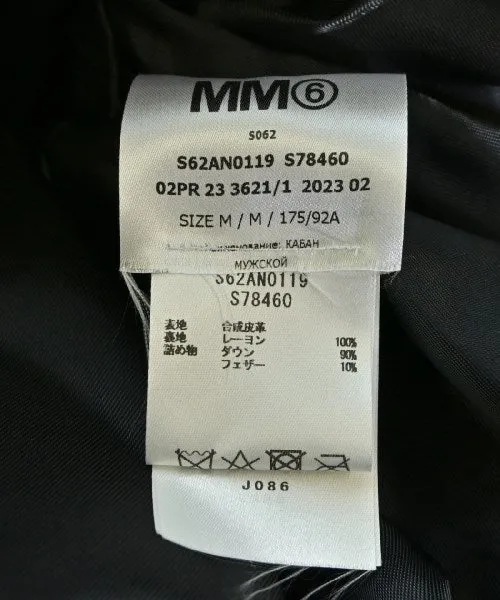 MM⑥
S062
S62AN0119 S78460
02PR 23 3621/1 2023 02
SIZE M / M / 175/92A
КАБАН
МУЖСКОЙ
S62AN0119
S78460
表地 合成皮革
裏地 レーヨン 100%
詰め物 ダウン 90%
フェザー 10%
J086